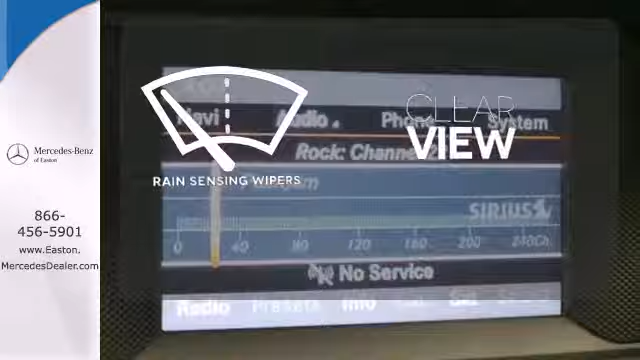 Mercedes-Benz
of Easton
866-
456-5901
www.Easton.
MercedesDealer.com
RAIN SENSING WIPERS
CLEAR
VIEW
Navi Audio Phone System
Rock: Channel
SIRIUS
0 40 80 120 160 200 240Ch.
No Service
Radio Presets Info